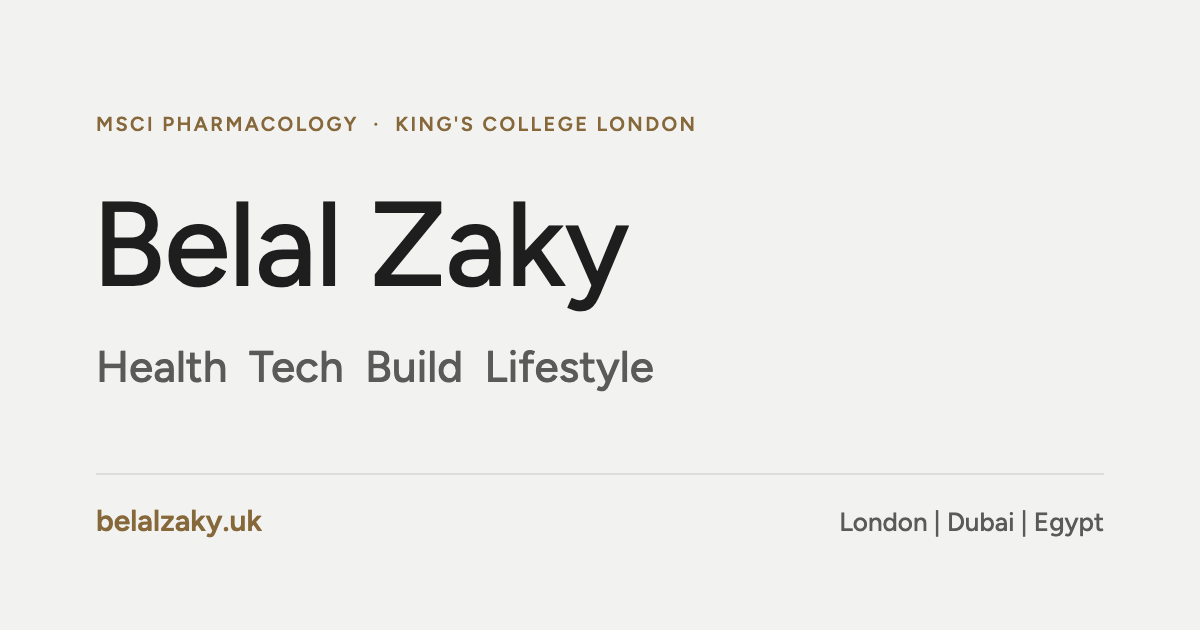 MSCI PHARMACOLOGY · KING'S COLLEGE LONDON
Belal Zaky
Health Tech Build Lifestyle
belalzaky.uk
London | Dubai | Egypt